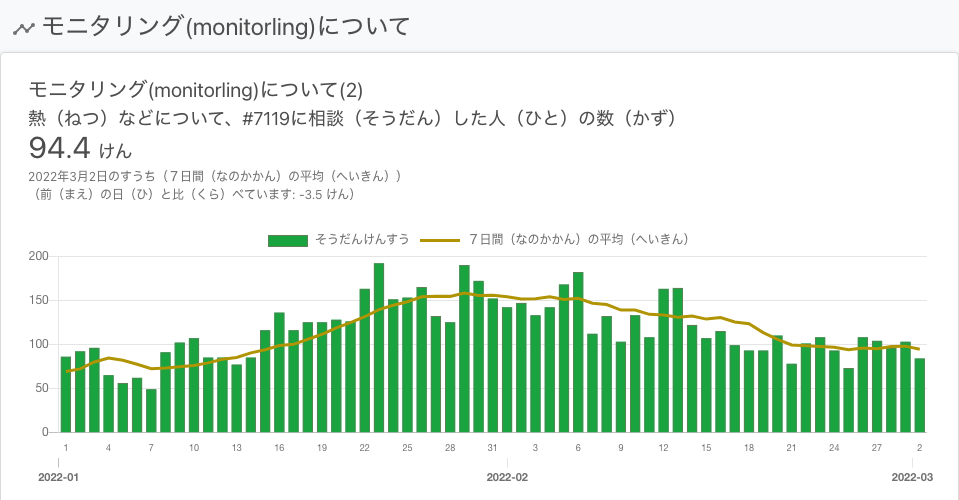 モニタリング(monitorling)について
モニタリング(monitorling)について(2)
熱（ねつ）などについて、#7119に相談（そうだん）した人（ひと）の数（かず）
94.4 けん
2022年3月2日のすうち（７日間（なのかかん）の平均（へいきん））
（前（まえ）の日（ひ）と比（くら）べています: -3.5 けん）
そうだんけんすう ７日間（なのかかん）の平均（へいきん）
200
150
100
50
0
1 4 7 10 13 16 19 22 25 28 31 3 6 9 12 15 18 21 24 27 2
2022-01 2022-02 2022-03